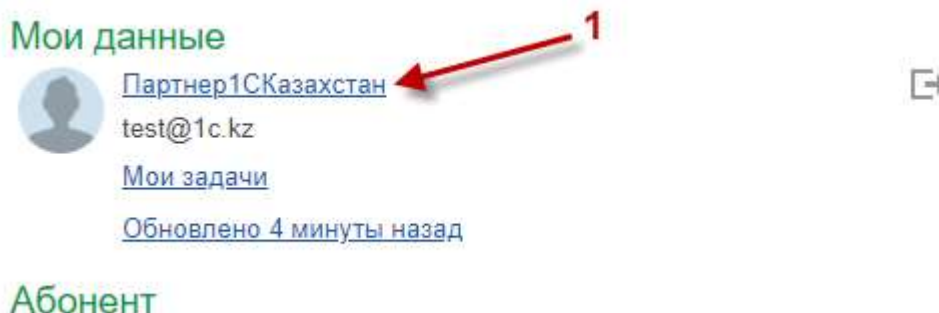 Мои данные
1
Партнер1СКазахстан
test@1c.kz
Мои задачи
Обновлено 4 минуты назад
Абонент